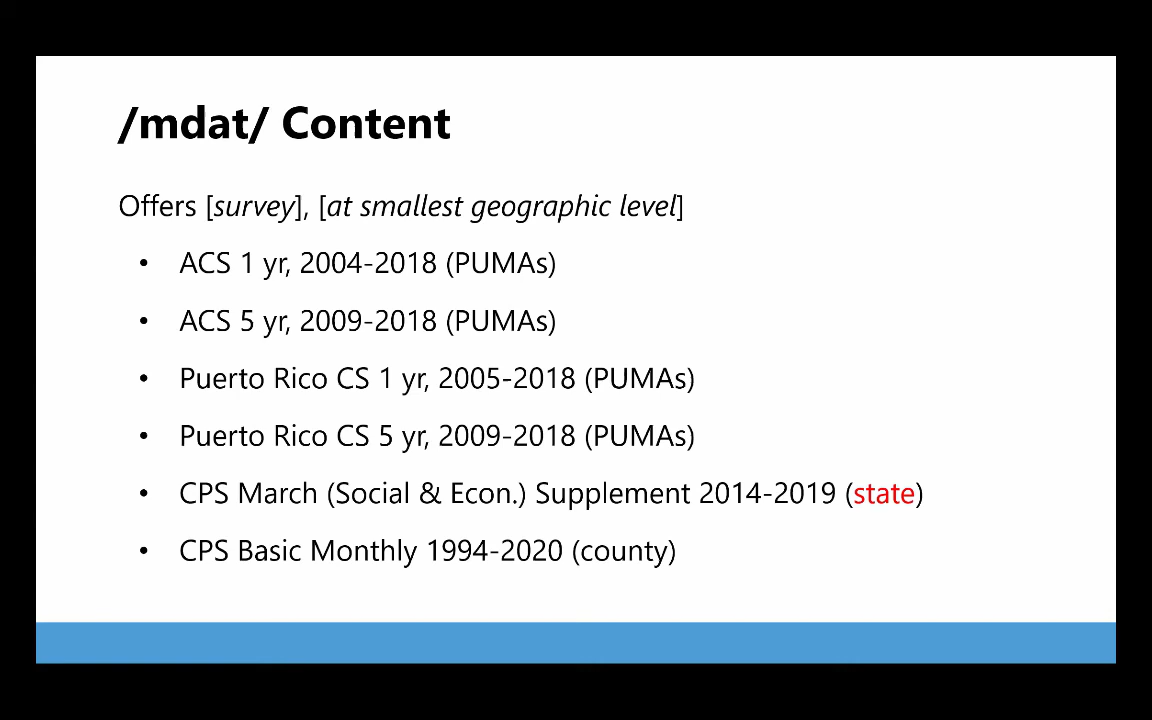 /mdat/ Content
Offers [survey], [at smallest geographic level]
• ACS 1 yr, 2004-2018 (PUMAs)
• ACS 5 yr, 2009-2018 (PUMAs)
• Puerto Rico CS 1 yr, 2005-2018 (PUMAs)
• Puerto Rico CS 5 yr, 2009-2018 (PUMAs)
• CPS March (Social & Econ.) Supplement 2014-2019 (state)
• CPS Basic Monthly 1994-2020 (county)